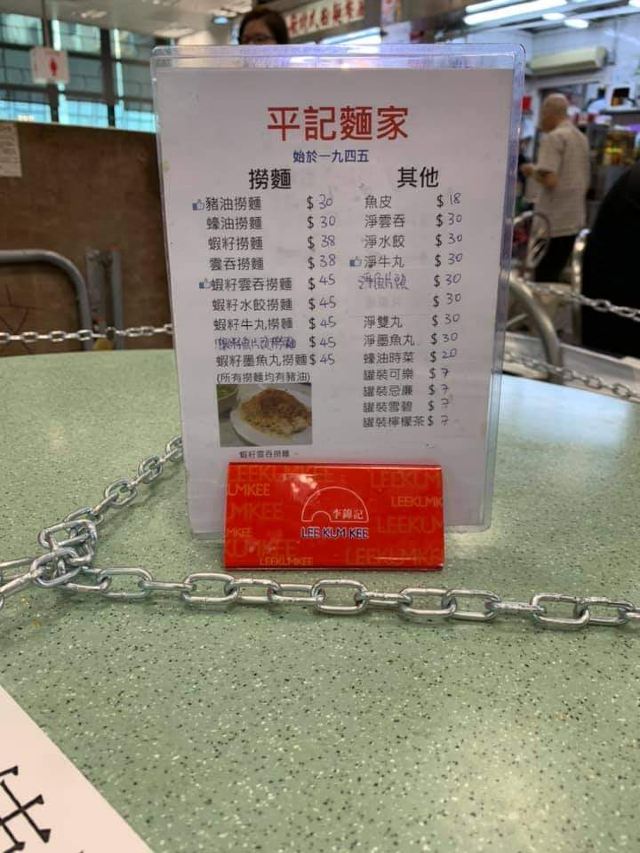 平記麵家
始於一九四五
撈麵
豬油撈麵 $30
蠔油撈麵 $30
蝦籽撈麵 $38
雲吞撈麵 $38
蝦籽雲吞撈麵 $45
蝦籽水餃撈麵 $45
蝦籽牛丸撈麵 $45
$45
蝦籽墨魚丸撈麵 $45
(所有撈麵均有豬油)
蝦籽雲吞撈麵
其他
魚皮 $18
淨雲吞 $30
淨水餃 $30
淨牛丸 $30
$30
$30
淨雙丸 $30
淨墨魚丸 $30
蠔油時菜 $20
罐裝可樂 $7
罐裝忌廉 $7
罐裝雪碧 $7
罐裝檸檬茶 $7
李錦記
LEE KUM KEE